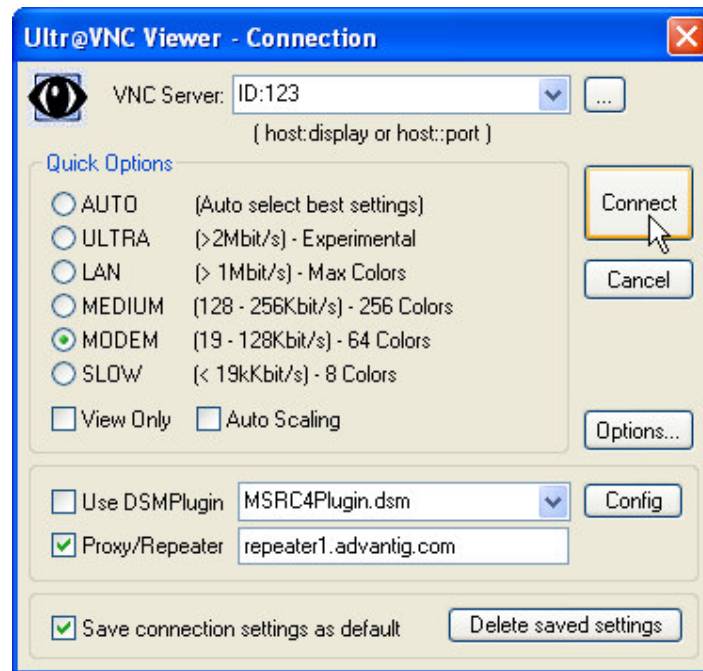 Ultr@VNC Viewer - Connection
VNC Server: ID:123 ...
( host:display or host::port )
Quick Options
AUTO (Auto select best settings)
ULTRA (>2Mbit/s) - Experimental
LAN (> 1Mbit/s) - Max Colors
MEDIUM (128 - 256Kbit/s) - 256 Colors
MODEM (19 - 128Kbit/s) - 64 Colors
SLOW (< 19kKbit/s) - 8 Colors
View Only Auto Scaling
Connect
Cancel
Options...
Use DSMPlugin MSRC4Plugin.dsm Config
Proxy/Repeater repeater1.advantig.com
Save connection settings as default Delete saved settings